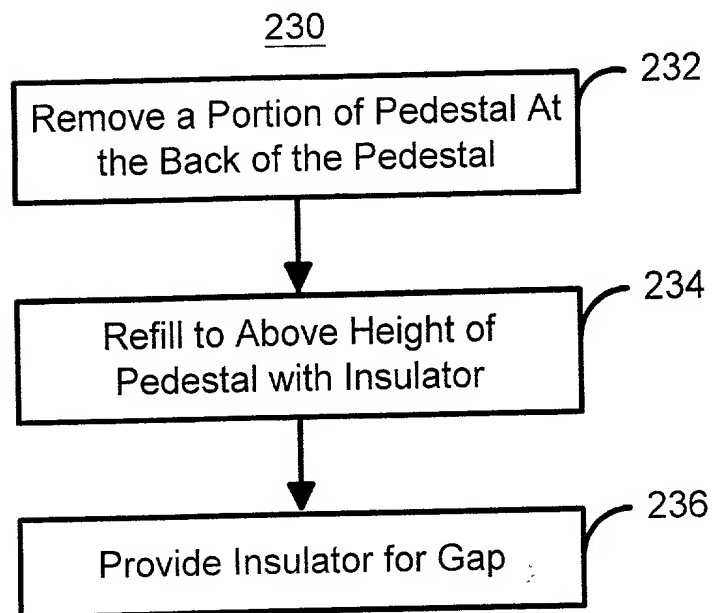 230
232
Remove a Portion of Pedestal At
the Back of the Pedestal
234
Refill to Above Height of
Pedestal with Insulator
236
Provide Insulator for Gap